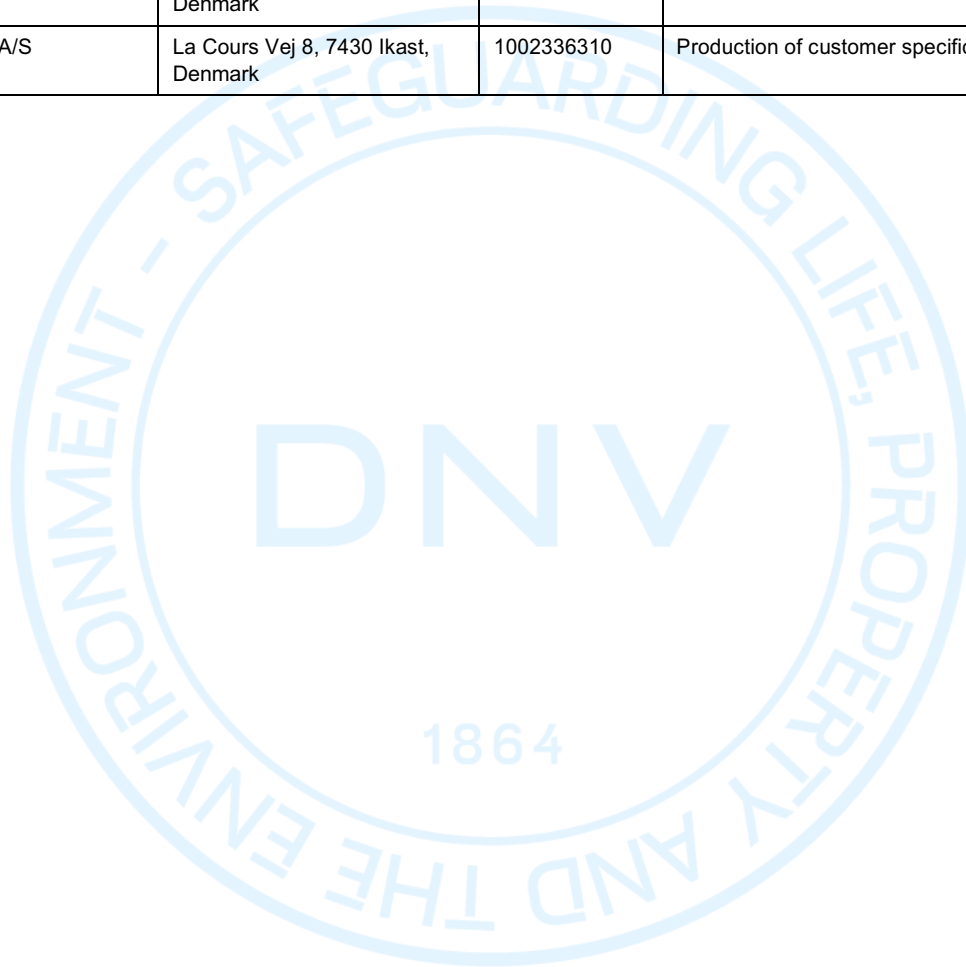 Denmark
A/S
La Cours Vej 8, 7430 Ikast,
Denmark
1002336310
Production of customer specific
SAFEGUARDING LIFE, PROPERTY AND THE ENVIRONMENT -
DNV
1864